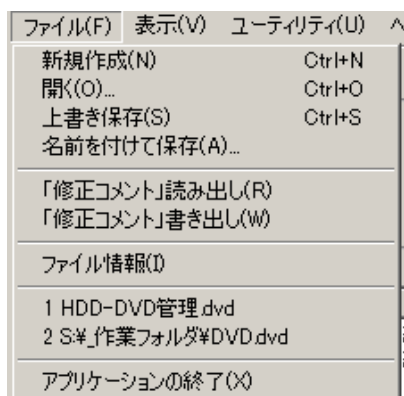 ファイル(F) 表示(V) ユーティリティ(U) ヘ
新規作成(N) Ctrl+N
開く(O)... Ctrl+O
上書き保存(S) Ctrl+S
名前を付けて保存(A)...
「修正コメント」読み出し(R)
「修正コメント」書き出し(W)
ファイル情報(I)
1 HDD-DVD管理.dvd
2 S:¥_作業フォルダ¥DVD.dvd
アプリケーションの終了(X)